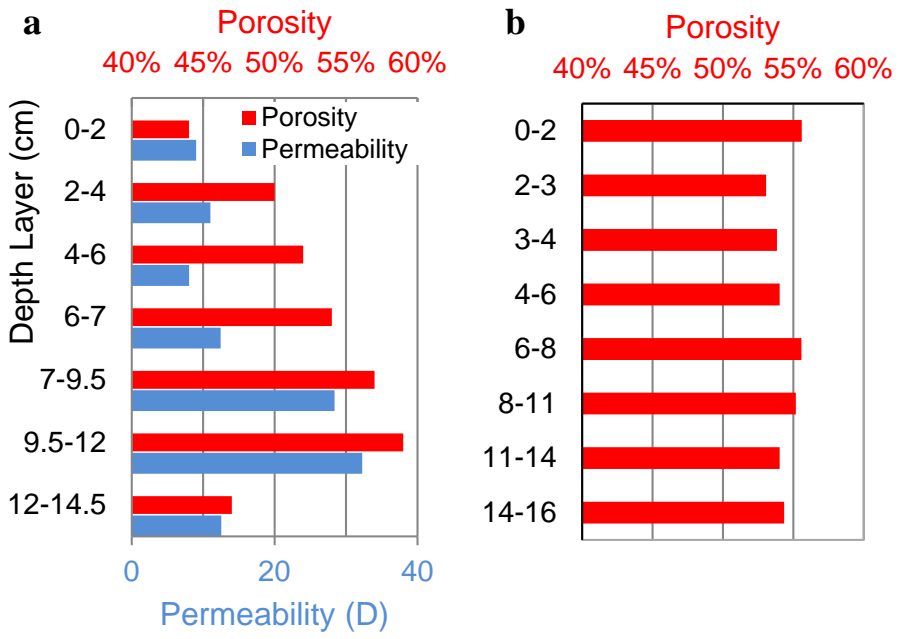 a
Porosity
40% 45% 50% 55% 60%
Depth Layer (cm)
Porosity
Permeability
0-2
2-4
4-6
6-7
7-9.5
9.5-12
12-14.5
0 20 40
Permeability (D)
b
Porosity
40% 45% 50% 55% 60%
0-2
2-3
3-4
4-6
6-8
8-11
11-14
14-16